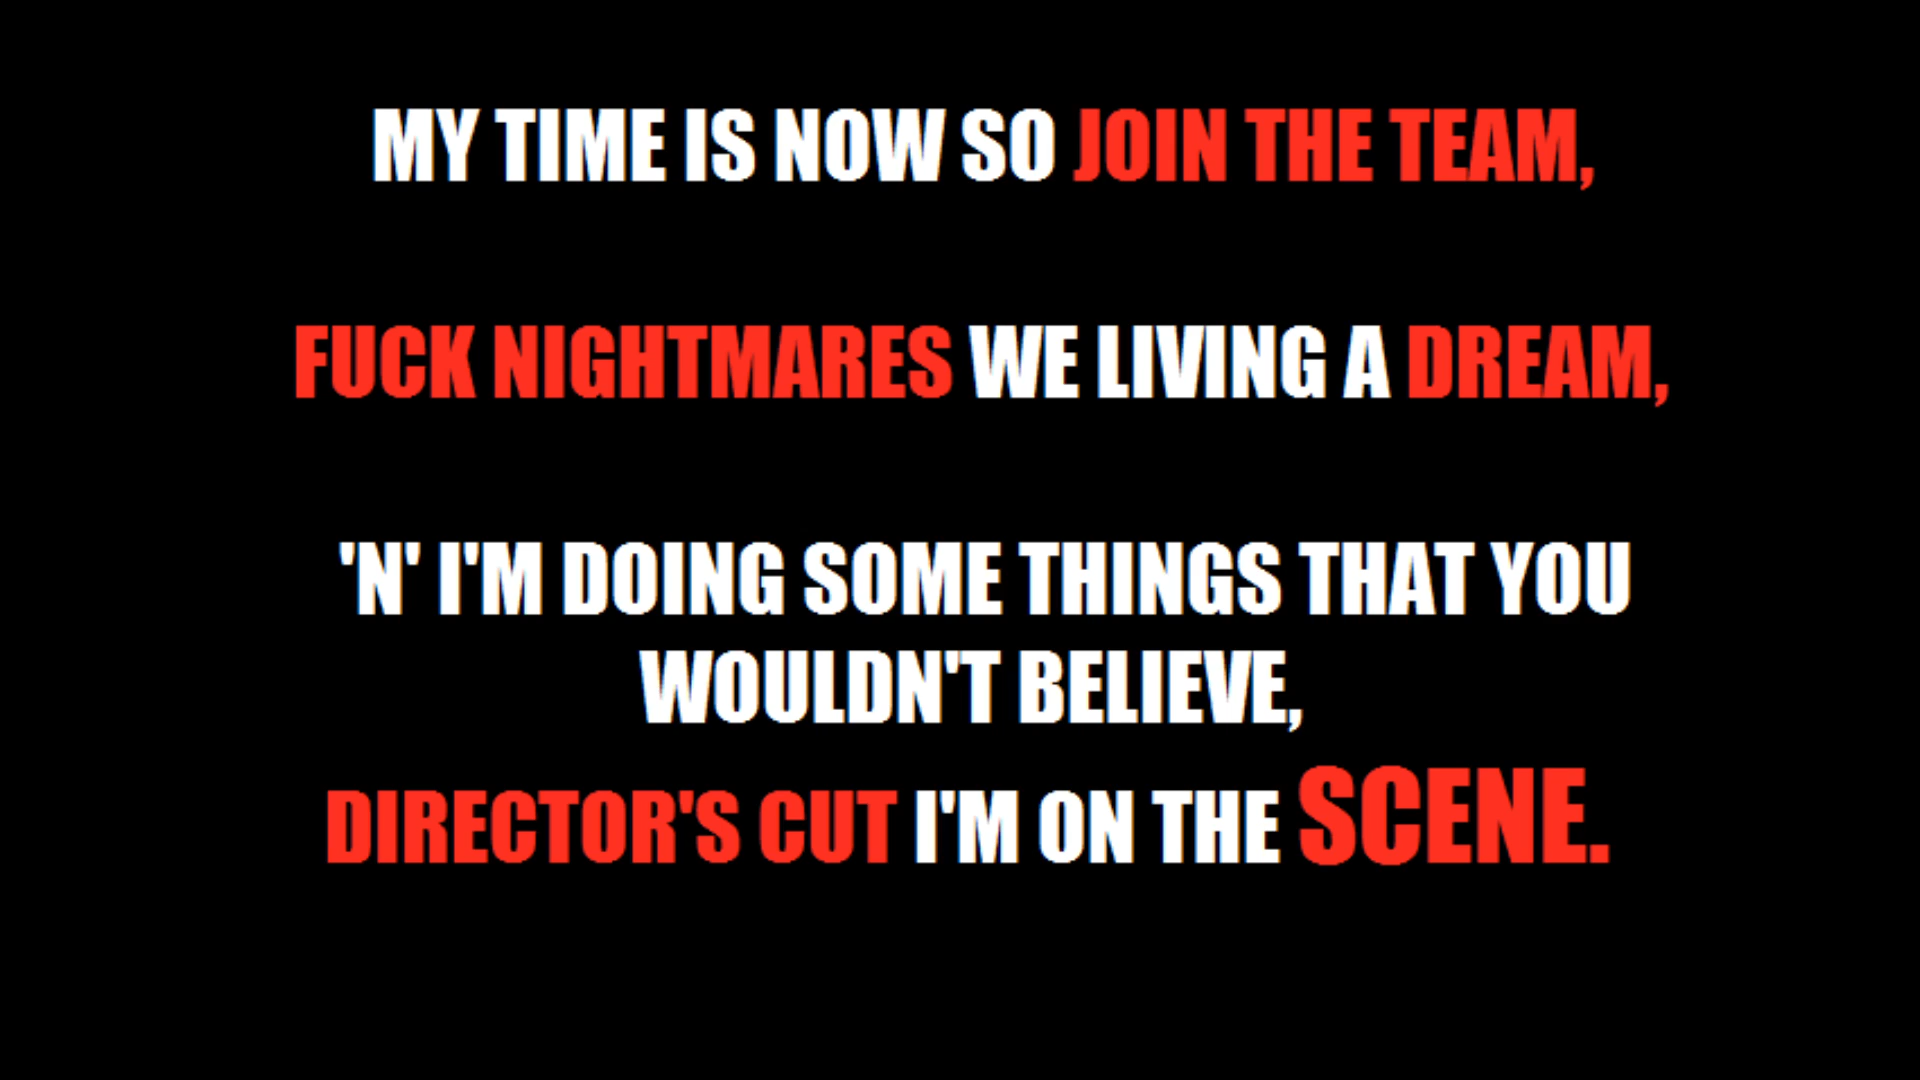 MY TIME IS NOW SO JOIN THE TEAM,
FUCK NIGHTMARES WE LIVING A DREAM,
'N' I'M DOING SOME THINGS THAT YOU
WOULDN'T BELIEVE,
DIRECTOR'S CUT I'M ON THE SCENE.